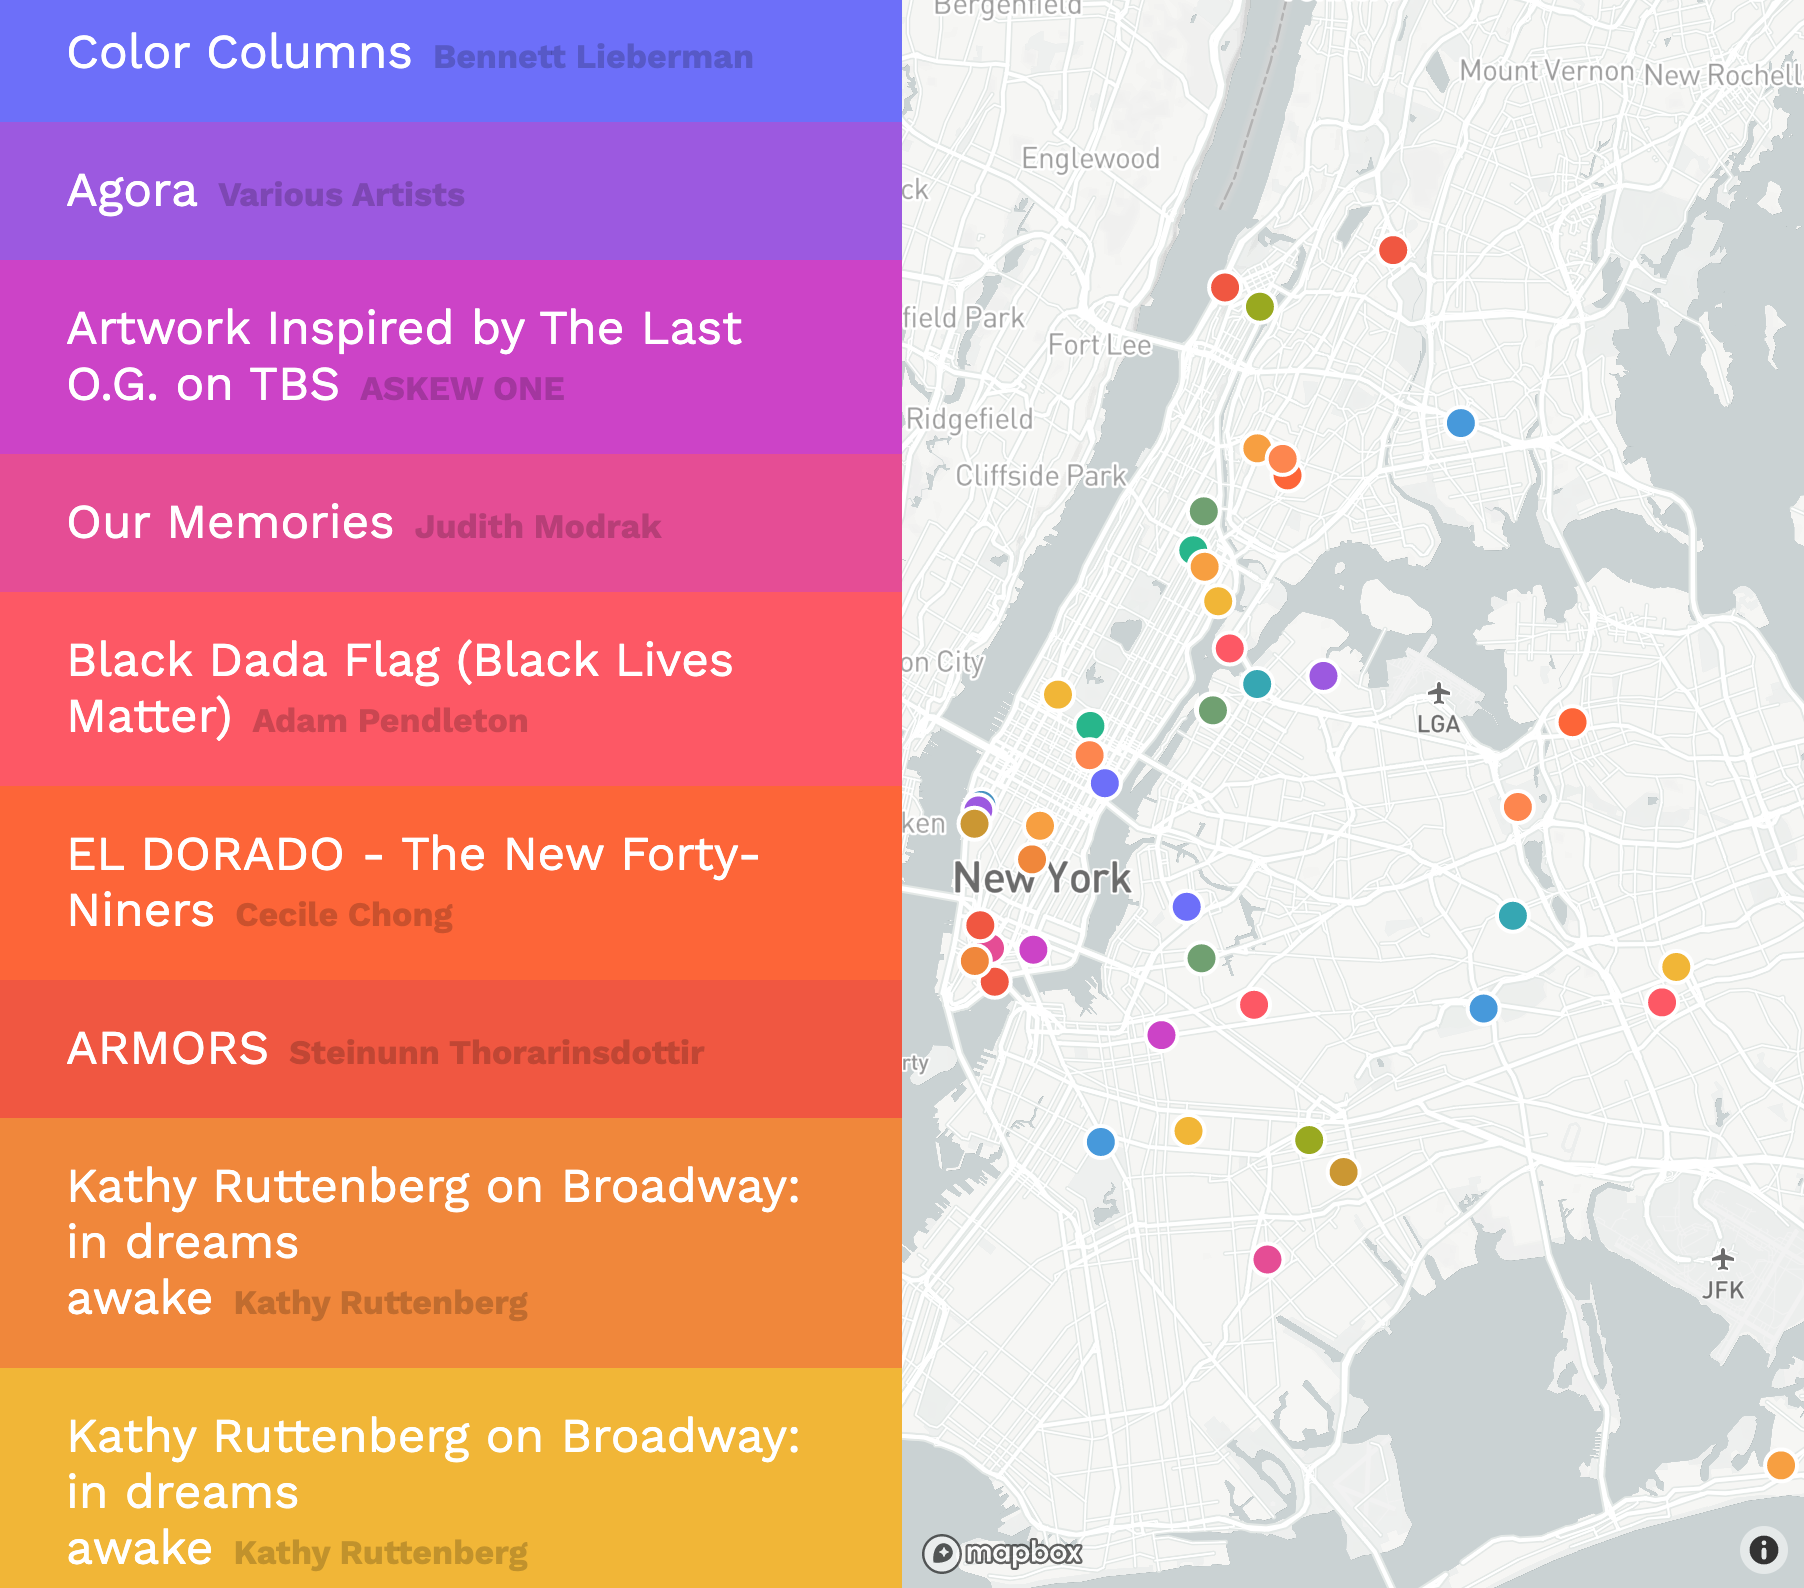 Color Columns Bennett Lieberman
Agora Various Artists
Artwork Inspired by The Last
O.G. on TBS ASKEW ONE
Our Memories Judith Modrak
Black Dada Flag (Black Lives
Matter) Adam Pendleton
EL DORADO - The New Forty-
Niners Cecile Chong
ARMORS Steinunn Thorarinsdottir
Kathy Ruttenberg on Broadway:
in dreams
awake Kathy Ruttenberg
Kathy Ruttenberg on Broadway:
in dreams
awake Kathy Ruttenberg
Bergenfield
Mount Vernon
New Rochell
Englewood
ck
field Park
Fort Lee
Ridgefield
Cliffside Park
on City
LGA
ken
New York
rty
JFK
mapbox
i